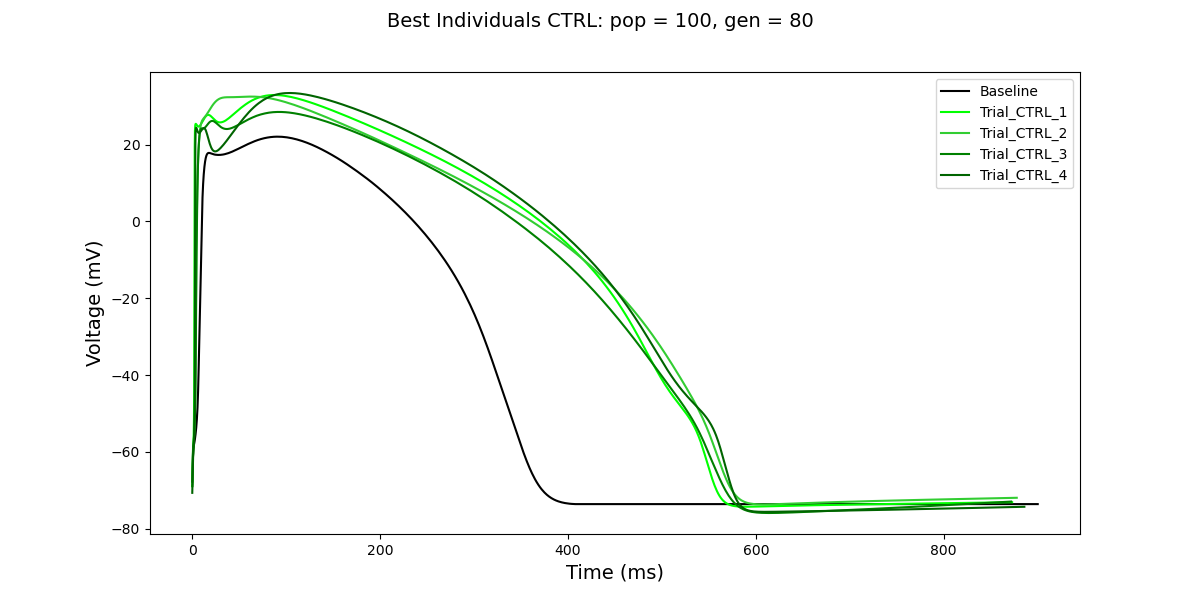 Best Individuals CTRL: pop = 100, gen = 80
Baseline
Trial_CTRL_1
Trial_CTRL_2
Trial_CTRL_3
Trial_CTRL_4
Voltage (mV)
20
0
−20
−40
−60
−80
0
200
400
600
800
Time (ms)